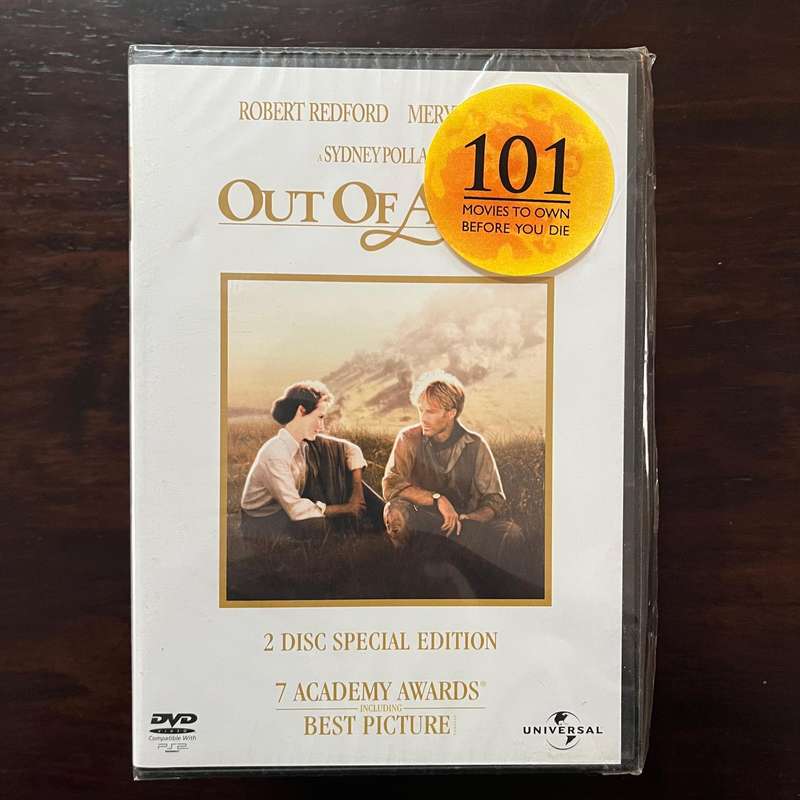 ROBERT REDFORD MERY
A SYDNEY POLLA
OUT OF A
101
MOVIES TO OWN
BEFORE YOU DIE
2 DISC SPECIAL EDITION
7 ACADEMY AWARDS®
INCLUDING
BEST PICTURE
DVD
VIDEO
Compatible With
PS2
UNIVERSAL